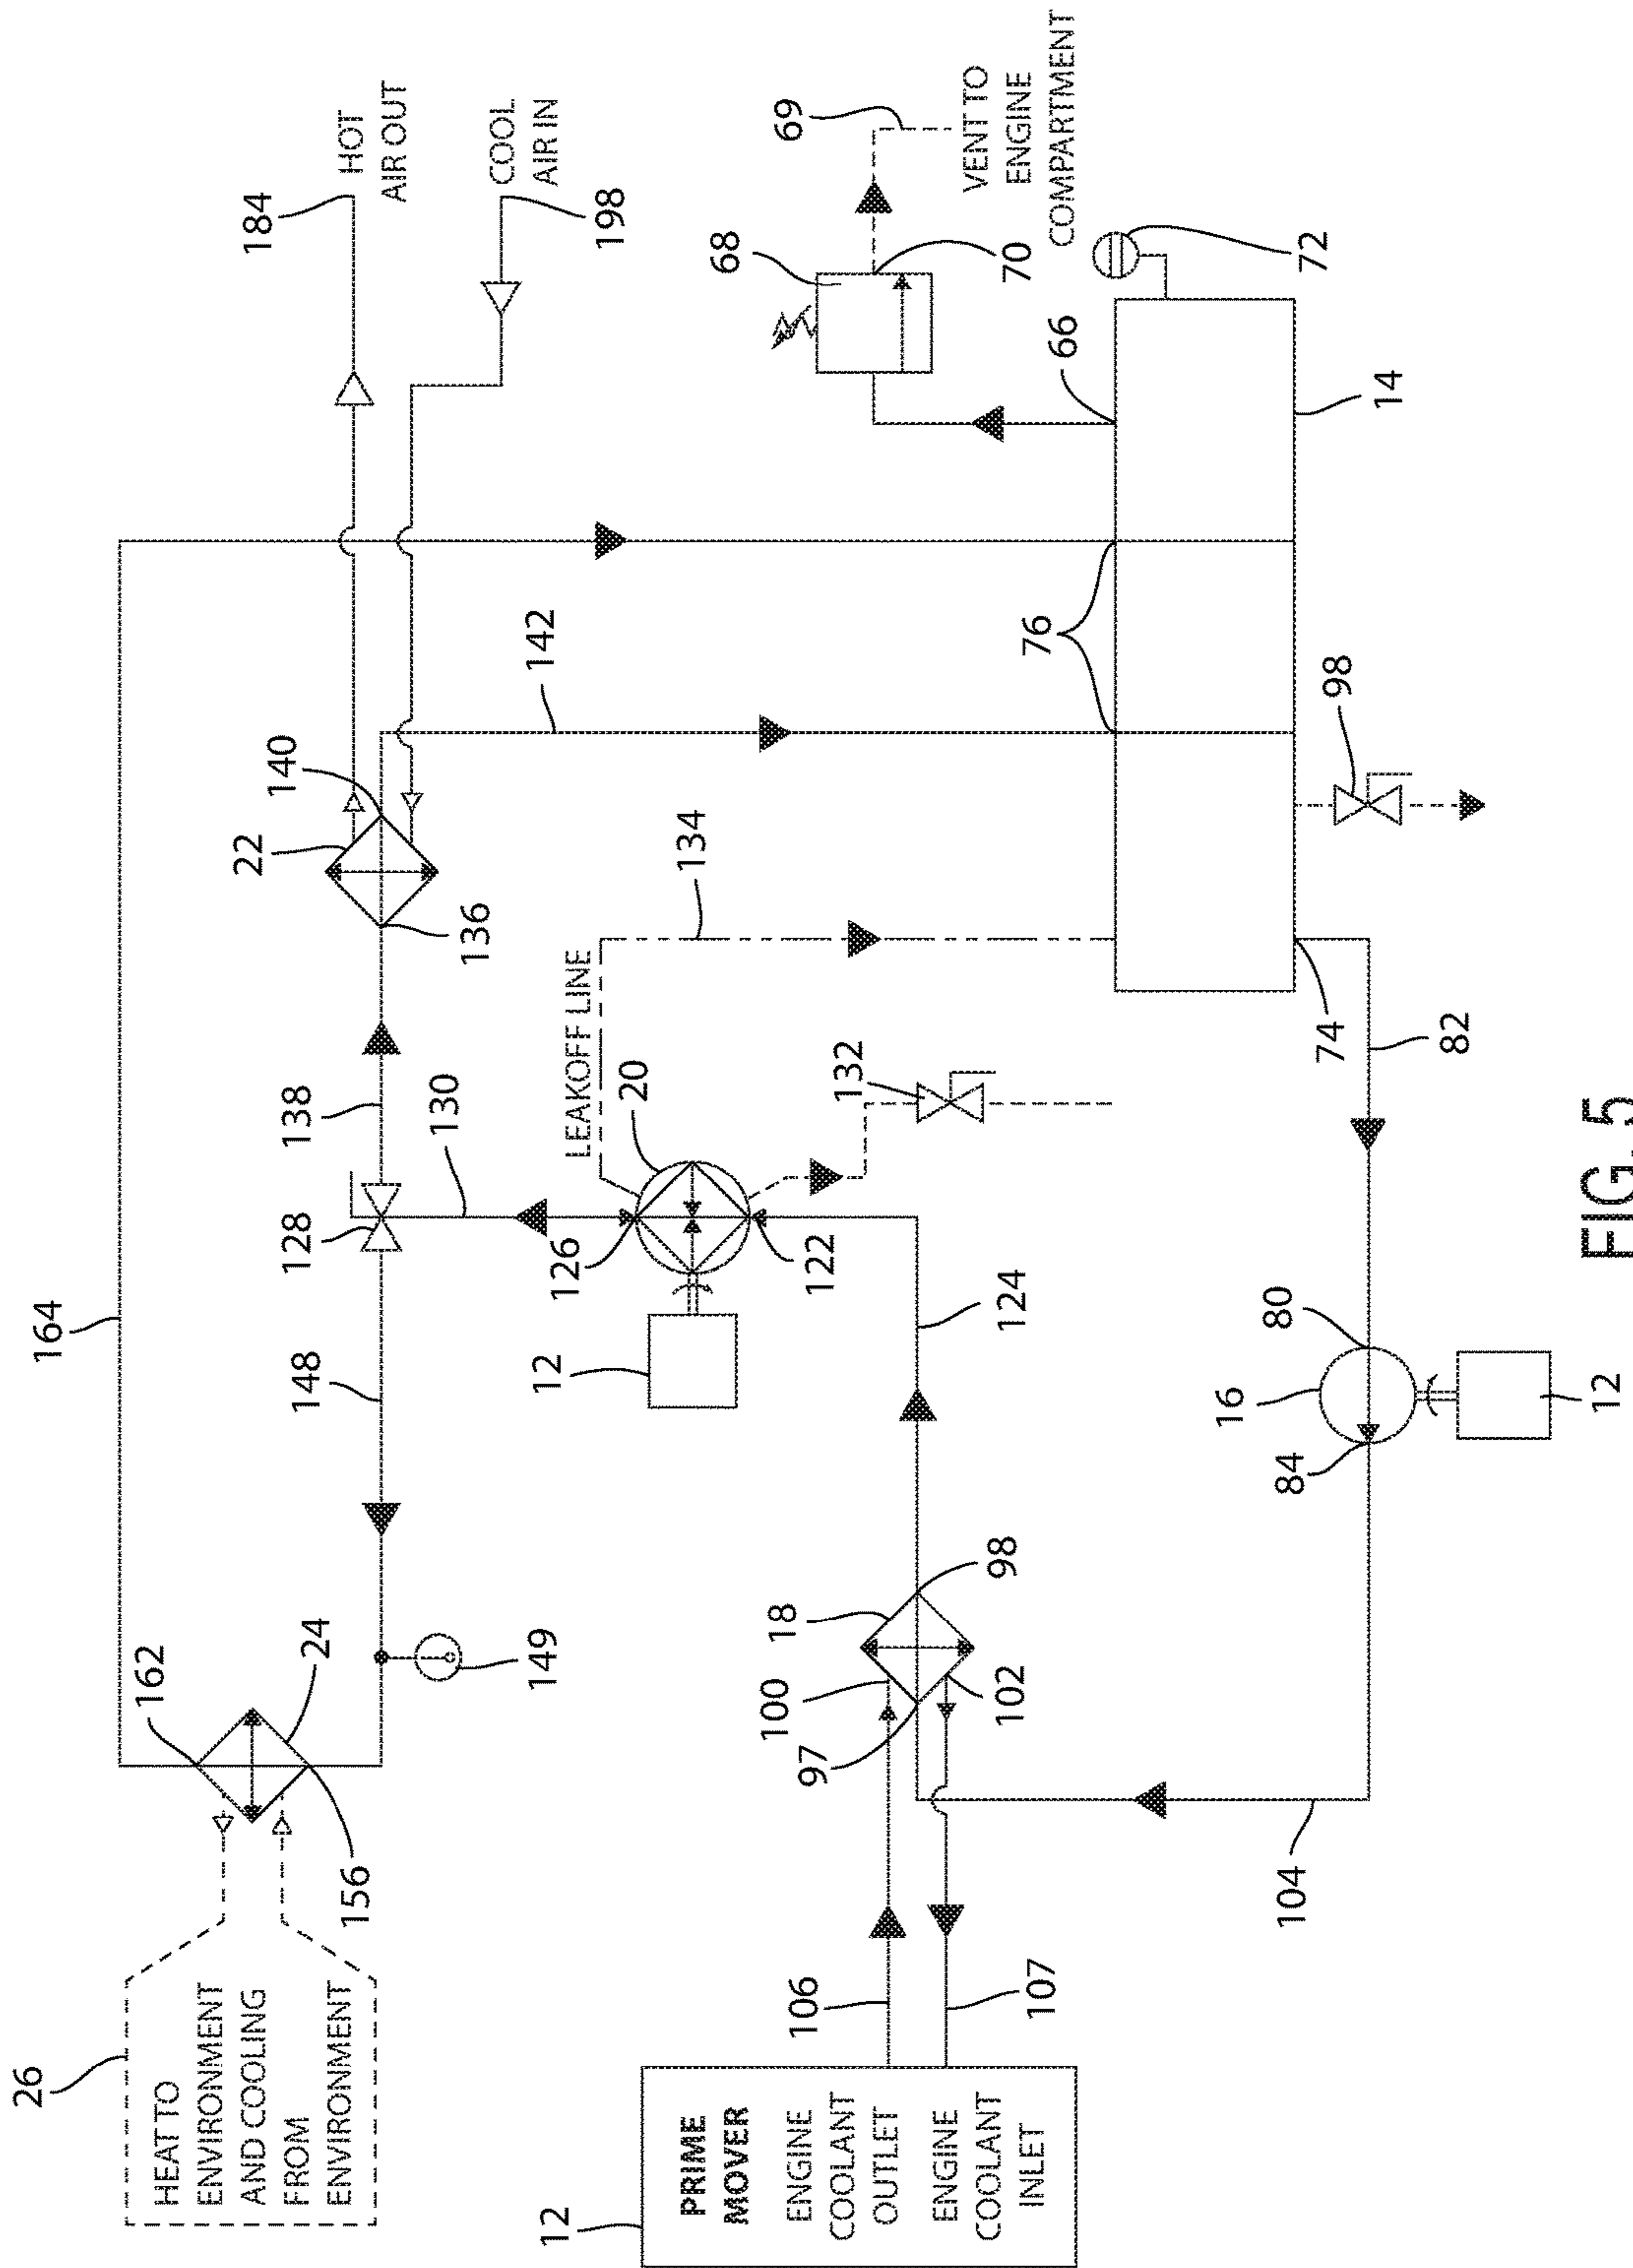 26
HEAT TO
ENVIRONMENT
AND COOLING
FROM
ENVIRONMENT
162
24
156
164
149
148
128
138
130
136
22
140
142
184
HOT
AIR OUT
COOL
AIR IN
198
12
126
20
122
124
LEAKOFF LINE
134
132
68
69
70
VENT TO
ENGINE
COMPARTMENT
72
66
76
14
98
74
82
12
PRIME
MOVER
ENGINE
COOLANT
OUTLET
ENGINE
COOLANT
INLET
106
107
100
18
98
97
102
104
16
84
80
12
FIG. 5